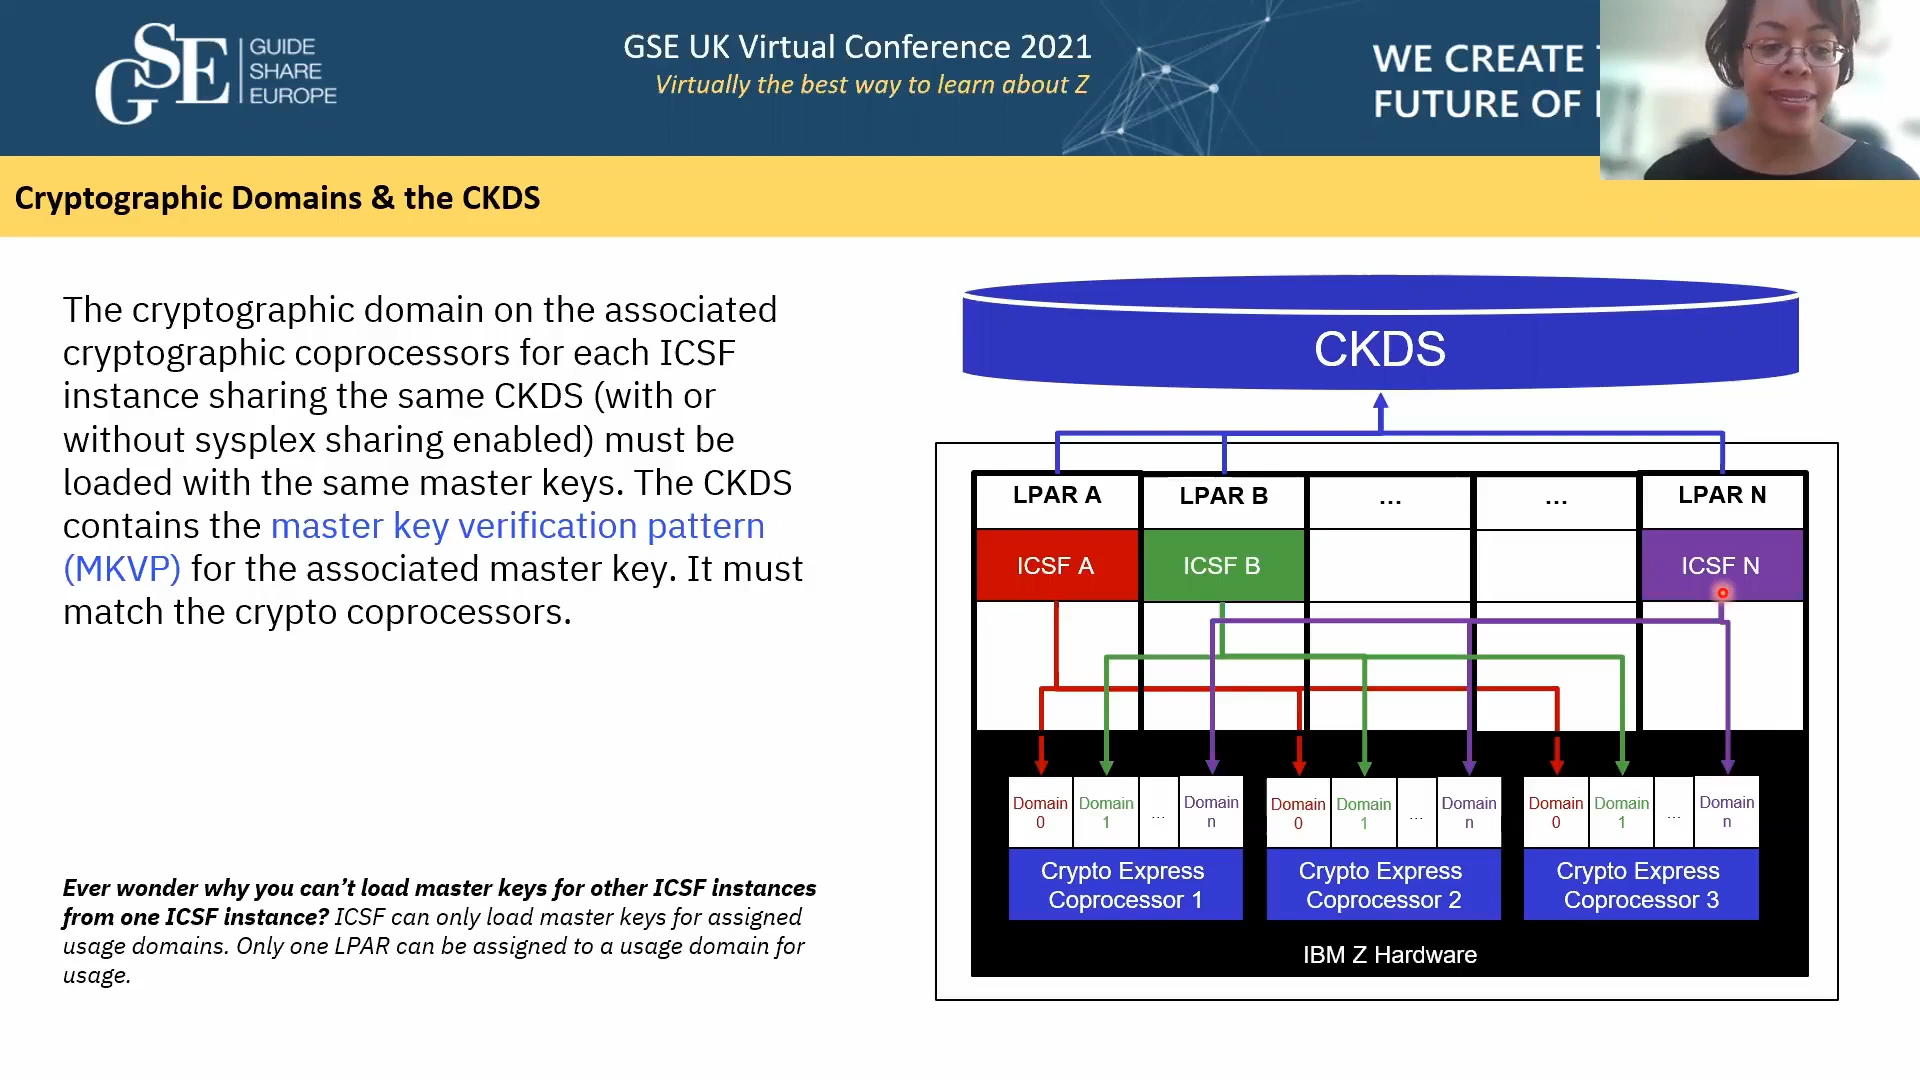 GSE
GUIDE
SHARE
EUROPE
GSE UK Virtual Conference 2021
Virtually the best way to learn about Z
WE CREATE
FUTURE OF
Cryptographic Domains & the CKDS
The cryptographic domain on the associated
cryptographic coprocessors for each ICSF
instance sharing the same CKDS (with or
without sysplex sharing enabled) must be
loaded with the same master keys. The CKDS
contains the master key verification pattern
(MKVP) for the associated master key. It must
match the crypto coprocessors.
Ever wonder why you can’t load master keys for other ICSF instances
from one ICSF instance? ICSF can only load master keys for assigned
usage domains. Only one LPAR can be assigned to a usage domain for
usage.
CKDS
LPAR A LPAR B ... ... LPAR N
ICSF A ICSF B ICSF N
Domain Domain Domain Domain Domain Domain Domain Domain Domain
0 1 ... n 0 1 ... n 0 1 ... n
Crypto Express Crypto Express Crypto Express
Coprocessor 1 Coprocessor 2 Coprocessor 3
IBM Z Hardware